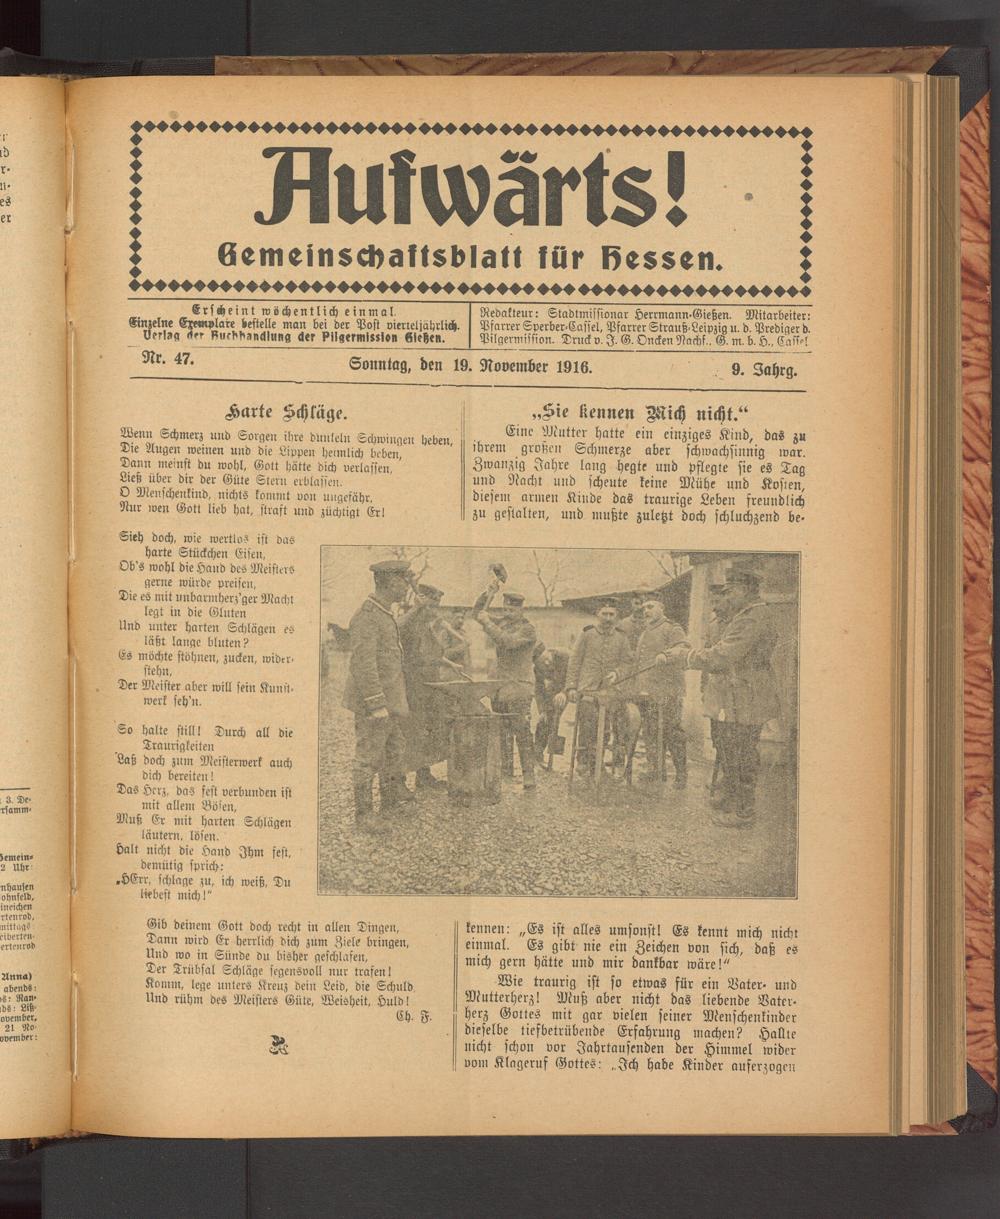 Aufwärts!
Gemeinschaftsblatt für Hessen.
Erscheint wöchentlich einmal.
Einzelne Exemplare bestelle man bei der Post vierteljährlich.
Verlag der Buchhandlung der Pilgermission Gießen.
Redakteur: Stadtmissionar Herrmann-Gießen. Mitarbeiter:
Pfarrer Sperber-Cassel, Pfarrer Strauß-Leipzig u. d. Prediger d.
Pilgermission. Druck v. J. G. Oncken Nachf., G. m. b. H., Cassel
Nr. 47.
Sonntag, den 19. November 1916.
9. Jahrg.
Harte Schläge.
Wenn Schmerz und Sorgen ihre dunkeln Schwingen heben,
Die Augen weinen und die Lippen heimlich beben,
Dann meinst du wohl, Gott hätte dich verlassen,
Ließ über dir der Güte Stern erblassen.
O Menschenkind, nichts kommt von ungefähr,
Nur wen Gott lieb hat, straft und züchtigt Er!
Sieh doch, wie wertlos ist das
harte Stückchen Eisen,
Ob's wohl die Hand des Meisters
gerne würde preisen,
Die es mit unbarmherz'ger Macht
legt in die Gluten
Und unter harten Schlägen es
läßt lange bluten?
Es möchte stöhnen, zucken, wider-
stehn,
Der Meister aber will sein Kunst-
werk seh'n.
So halte still! Durch all die
Traurigkeiten
Laß doch zum Meisterwerk auch
dich bereiten!
Das Herz, das fest verbunden ist
mit allem Bösen,
Muß Er mit harten Schlägen
läutern, lösen.
Halt nicht die Hand Ihm fest,
demütig sprich:
„HErr, schlage zu, ich weiß, Du
liebest mich!"
Gib deinem Gott doch recht in allen Dingen,
Dann wird Er herrlich dich zum Ziele bringen,
Und wo in Sünde du bisher geschlafen,
Der Trübsal Schläge segensvoll nur trafen!
Komm, lege unters Kreuz dein Leid, die Schuld,
Und rühm des Meisters Güte, Weisheit, Huld!
Ch. F.
„Sie kennen Mich nicht."
Eine Mutter hatte ein einziges Kind, das zu
ihrem großen Schmerze aber schwachsinnig war.
Zwanzig Jahre lang hegte und pflegte sie es Tag
und Nacht und scheute keine Mühe und Kosten,
diesem armen Kinde das traurige Leben freundlich
zu gestalten, und mußte zuletzt doch schluchzend be-
kennen: „Es ist alles umsonst! Es kennt mich nicht
einmal. Es gibt nie ein Zeichen von sich, daß es
mich gern hätte und mir dankbar wäre!"
Wie traurig ist so etwas für ein Vater- und
Mutterherz! Muß aber nicht das liebende Vater-
herz Gottes mit gar vielen seiner Menschenkinder
dieselbe tiefbetrübende Erfahrung machen? Hallte
nicht schon vor Jahrtausenden der Himmel wider
vom Klageruf Gottes: „Ich habe Kinder auferzogen